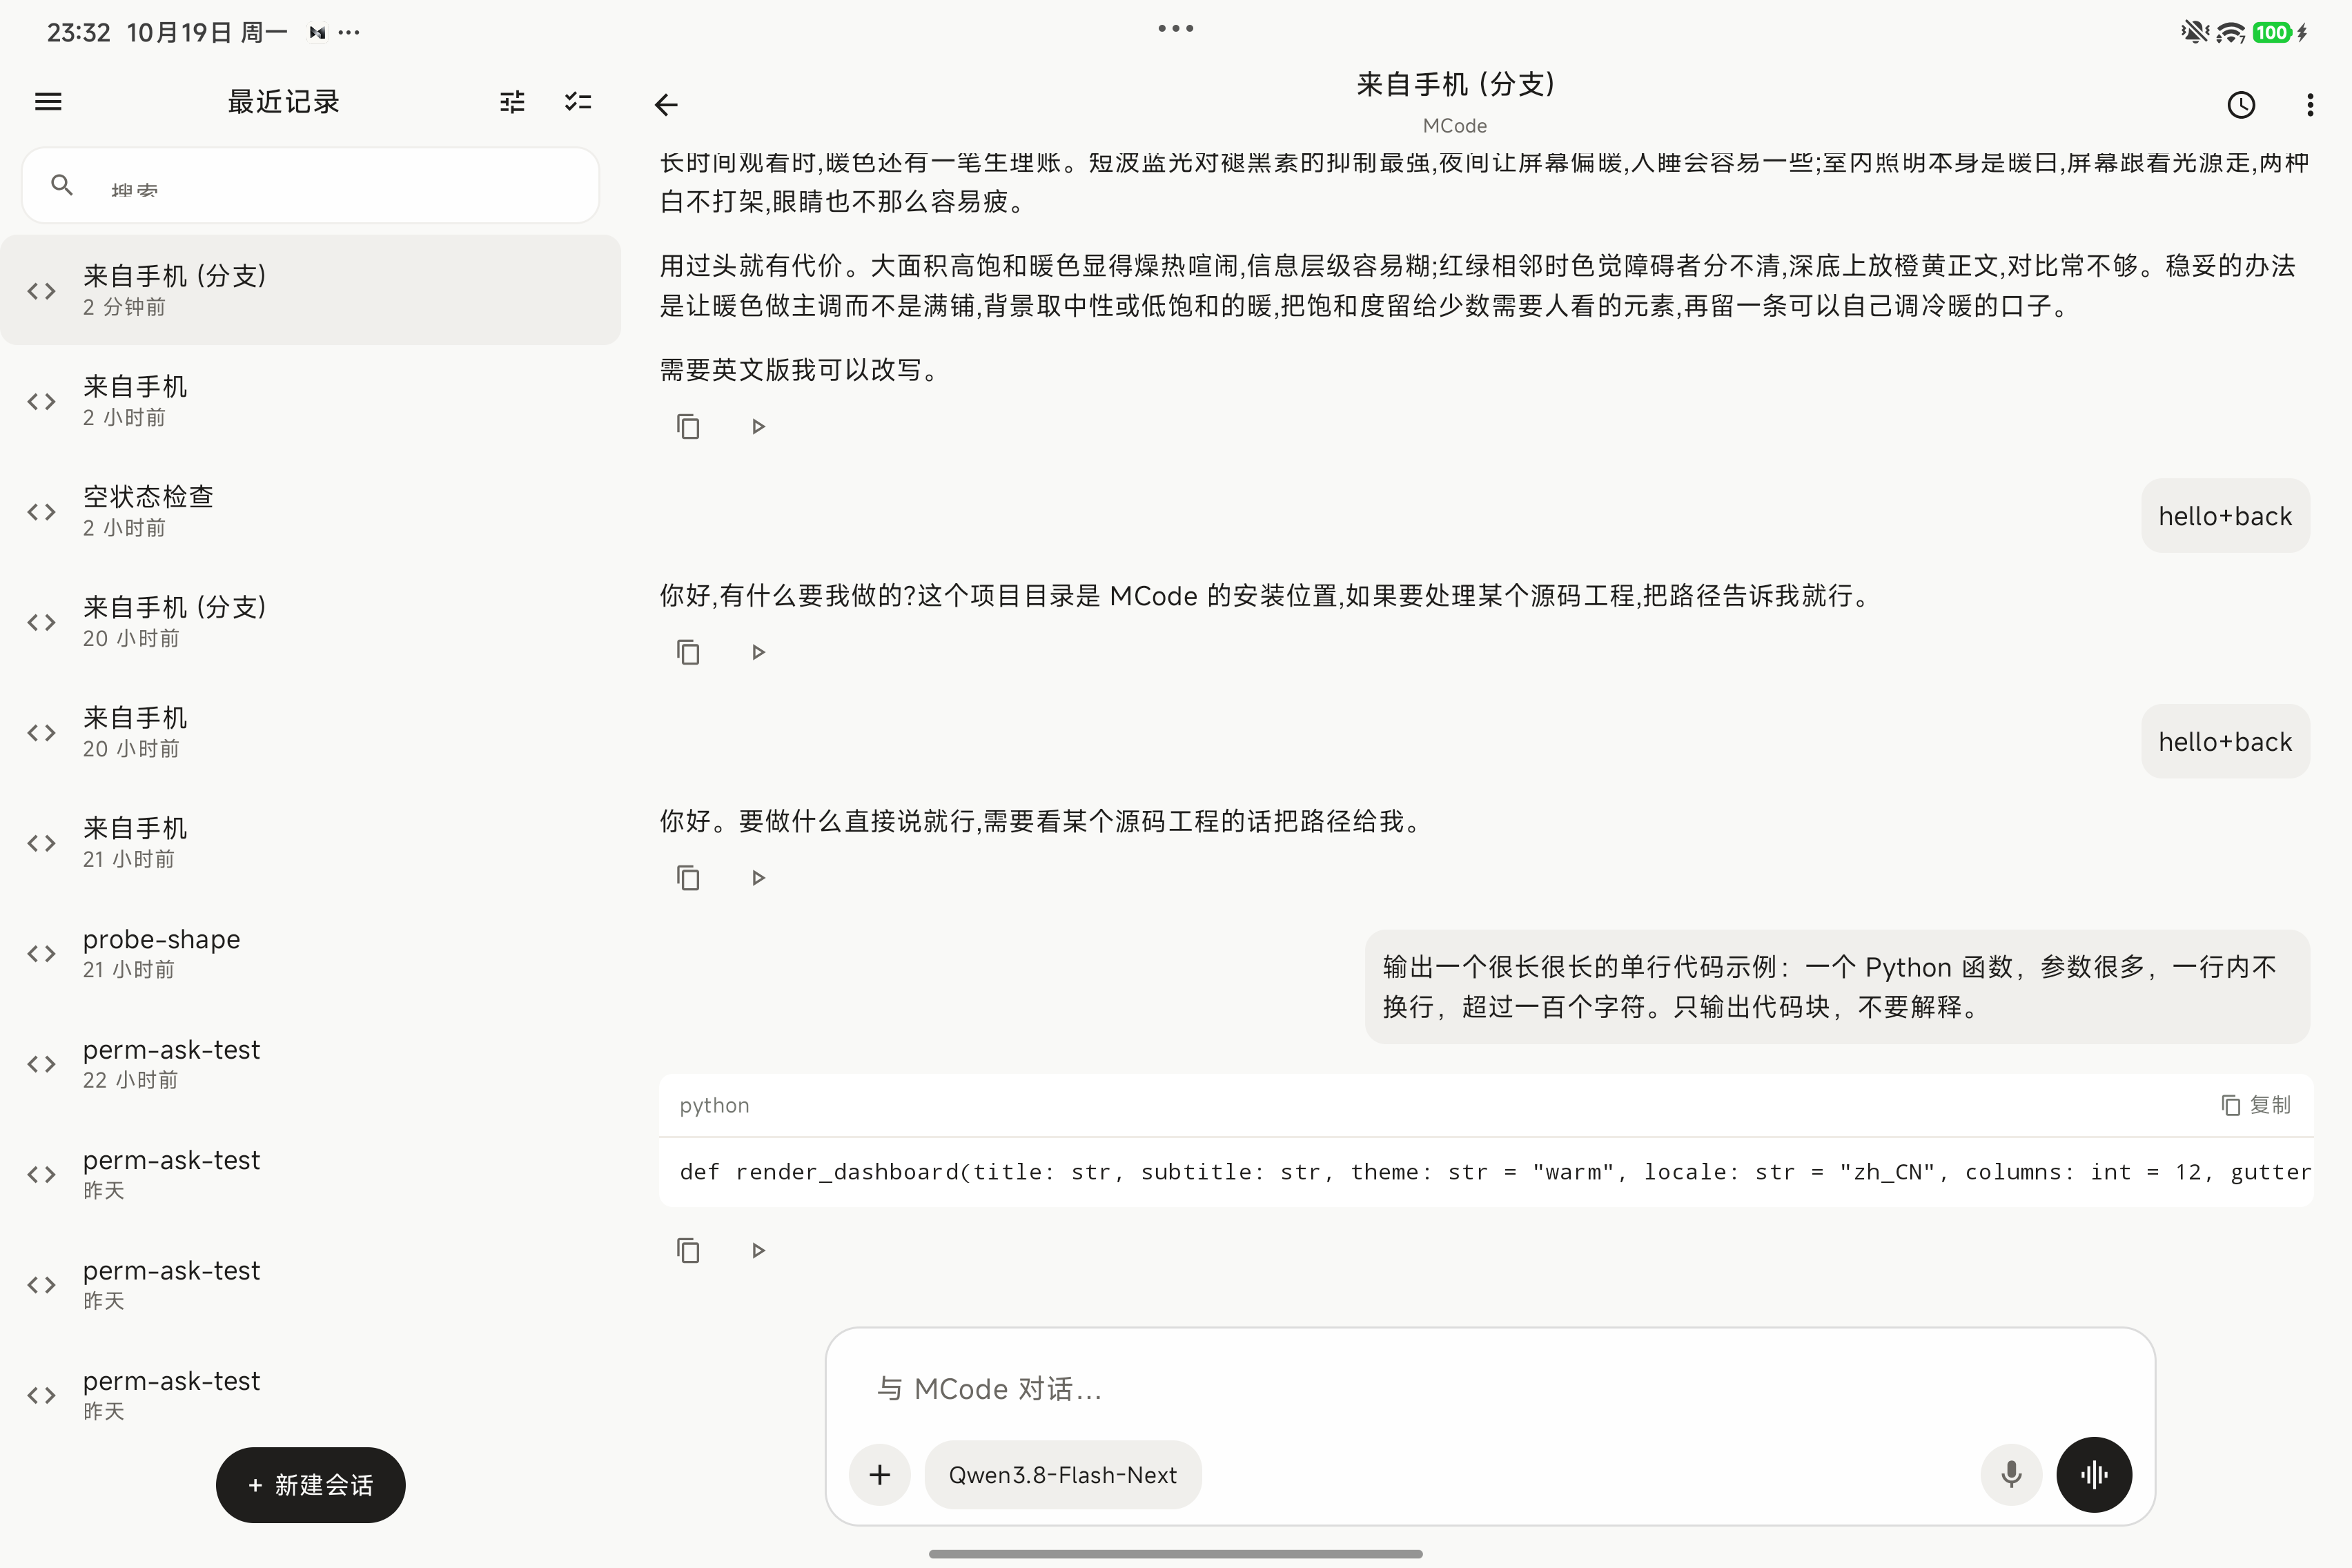 23:32 10月19日 周一
100
最近记录
搜索
来自手机 (分支)
2 分钟前
来自手机
2 小时前
空状态检查
2 小时前
来自手机 (分支)
20 小时前
来自手机
20 小时前
来自手机
21 小时前
probe-shape
21 小时前
perm-ask-test
22 小时前
perm-ask-test
昨天
perm-ask-test
昨天
perm-ask-test
昨天
+ 新建会话
来自手机 (分支)
MCode
长时间观看时,暖色还有一笔生理账。短波蓝光对褪黑素的抑制最强,夜间让屏幕偏暖,人睡会容易一些;室内照明本身是暖白,屏幕跟着光源走,两种
白不打架,眼睛也不那么容易疲。
用过头就有代价。大面积高饱和暖色显得燥热喧闹,信息层级容易糊;红绿相邻时色觉障碍者分不清,深底上放橙黄正文,对比常不够。稳妥的办法
是让暖色做主调而不是满铺,背景取中性或低饱和的暖,把饱和度留给少数需要人看的元素,再留一条可以自己调冷暖的口子。
需要英文版我可以改写。
hello+back
你好,有什么要我做的?这个项目目录是 MCode 的安装位置,如果要处理某个源码工程,把路径告诉我就行。
hello+back
你好。要做什么直接说就行,需要看某个源码工程的话把路径给我。
输出一个很长很长的单行代码示例：一个 Python 函数，参数很多，一行内不
换行，超过一百个字符。只输出代码块，不要解释。
python
复制
def render_dashboard(title: str, subtitle: str, theme: str = "warm", locale: str = "zh_CN", columns: int = 12, gutter
与 MCode 对话...
Qwen3.8-Flash-Next